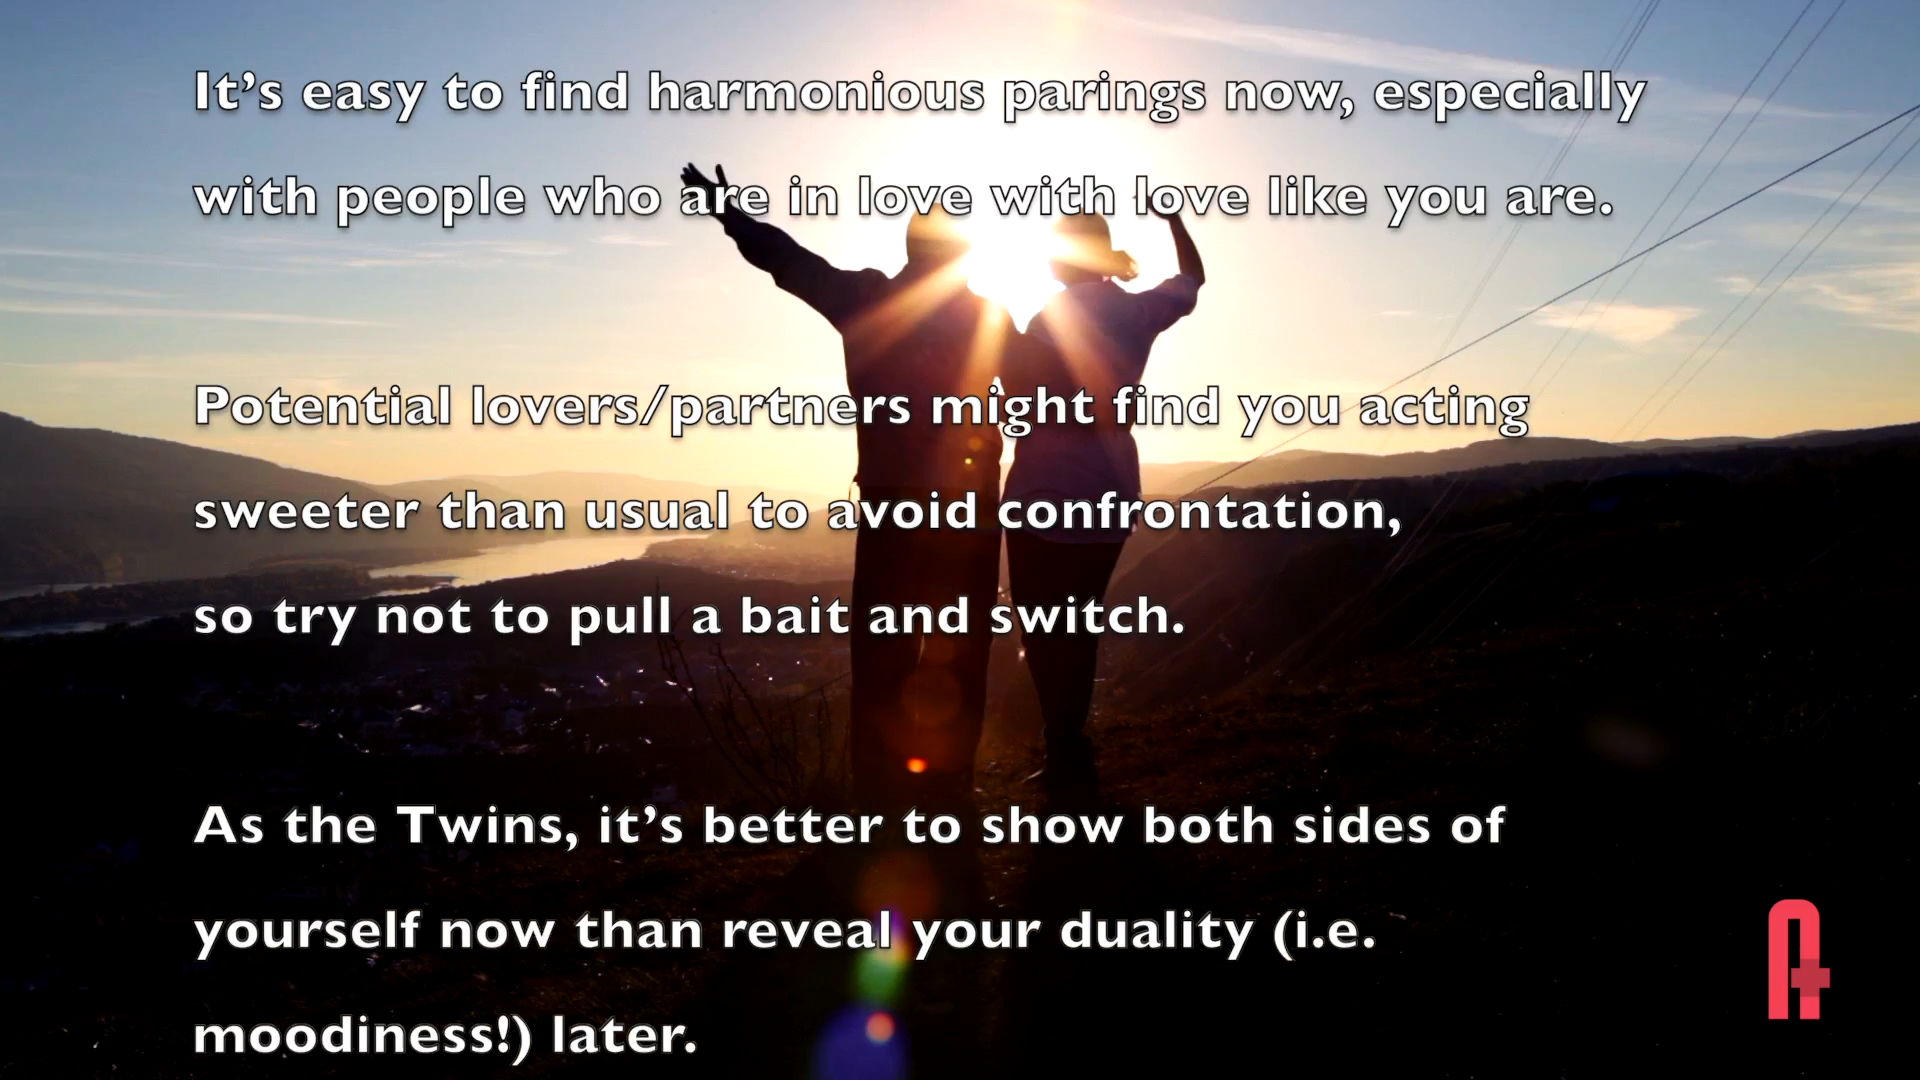 It’s easy to find harmonious parings now, especially
with people who are in love with love like you are.
Potential lovers/partners might find you acting
sweeter than usual to avoid confrontation,
so try not to pull a bait and switch.
As the Twins, it’s better to show both sides of
yourself now than reveal your duality (i.e.
moodiness!) later.